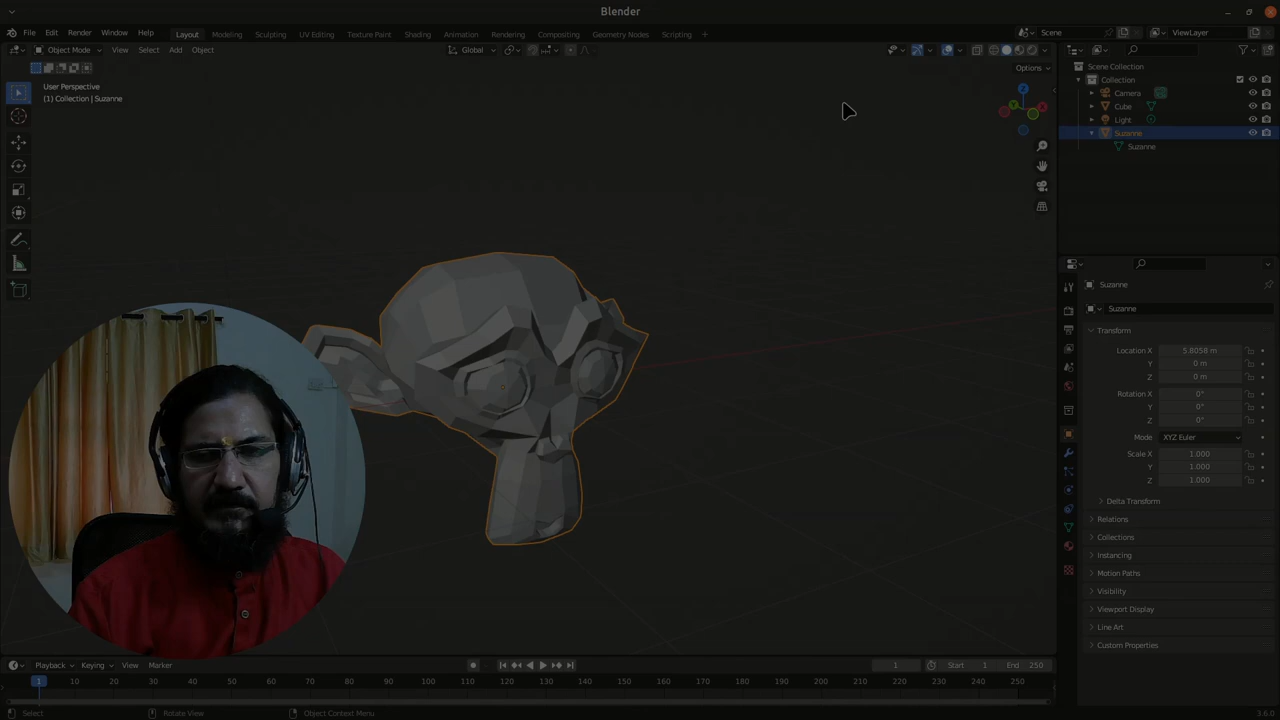 Blender
File Edit Render Window Help Layout Modeling Sculpting UV Editing Texture Paint Shading Animation Rendering Compositing Geometry Nodes Scripting + Scene ViewLayer
Object Mode View Select Add Object Global
Options
User Perspective
(1) Collection | Suzanne
Z
Y
X
Scene Collection
Collection
Camera
Cube
Light
Suzanne
Suzanne
Suzanne
Suzanne
Transform
Location X 5.8058 m
Y 0 m
Z 0 m
Rotation X 0°
Y 0°
Z 0°
Mode XYZ Euler
Scale X 1.000
Y 1.000
Z 1.000
Delta Transform
Relations
Collections
Instancing
Motion Paths
Visibility
Viewport Display
Line Art
Custom Properties
Playback Keying View Marker 1 Start 1 End 250
1 10 20 30 40 50 60 70 80 90 100 110 120 130 140 150 160 170 180 190 200 210 220 230 240 250
Select Rotate View Object Context Menu 3.6.0